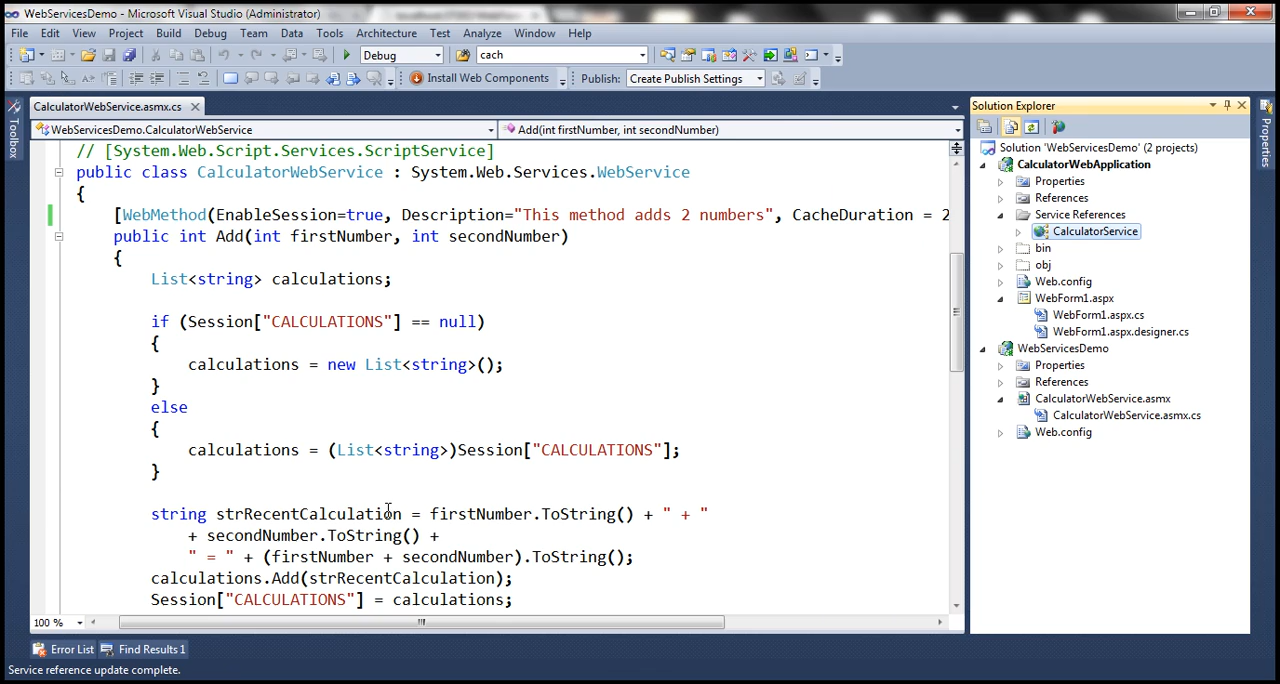 WebServicesDemo - Microsoft Visual Studio (Administrator)
File Edit View Project Build Debug Team Data Tools Architecture Test Analyze Window Help
Debug cach
Install Web Components Publish: Create Publish Settings
CalculatorWebService.asmx.cs
WebServicesDemo.CalculatorWebService Add(int firstNumber, int secondNumber)
// [System.Web.Script.Services.ScriptService]
public class CalculatorWebService : System.Web.Services.WebService
{
[WebMethod(EnableSession=true, Description="This method adds 2 numbers", CacheDuration = 2
public int Add(int firstNumber, int secondNumber)
{
List<string> calculations;
if (Session["CALCULATIONS"] == null)
{
calculations = new List<string>();
}
else
{
calculations = (List<string>)Session["CALCULATIONS"];
}
string strRecentCalculation = firstNumber.ToString() + " + "
+ secondNumber.ToString() +
" = " + (firstNumber + secondNumber).ToString();
calculations.Add(strRecentCalculation);
Session["CALCULATIONS"] = calculations;
100 %
Error List Find Results 1
Service reference update complete.
Toolbox
Solution Explorer
Solution 'WebServicesDemo' (2 projects)
CalculatorWebApplication
Properties
References
Service References
CalculatorService
bin
obj
Web.config
WebForm1.aspx
WebForm1.aspx.cs
WebForm1.aspx.designer.cs
WebServicesDemo
Properties
References
CalculatorWebService.asmx
CalculatorWebService.asmx.cs
Web.config
Properties